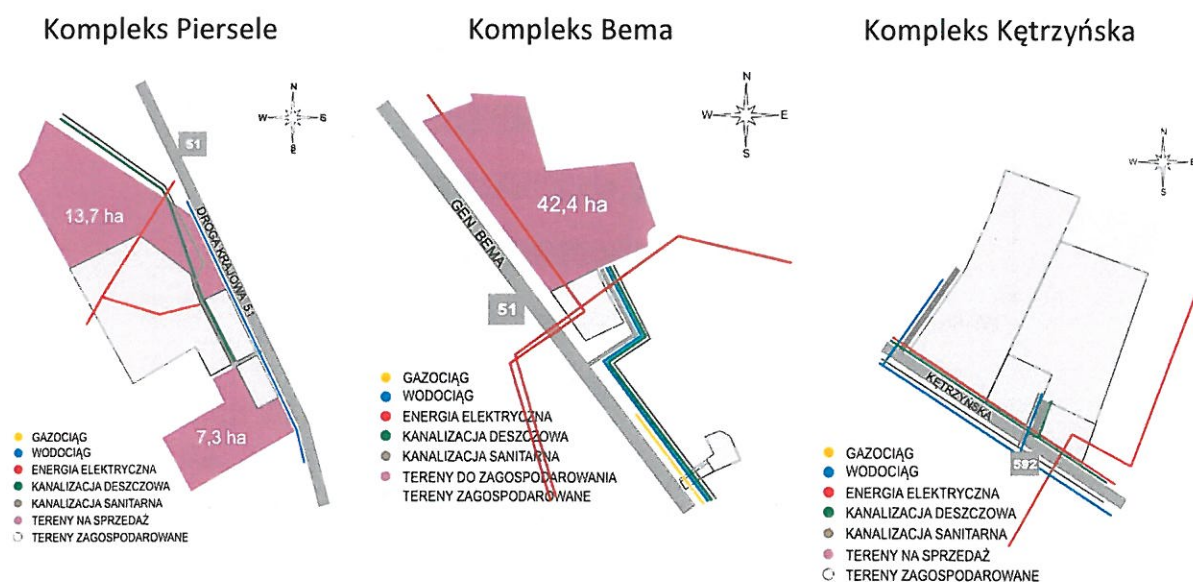 Kompleks Piersele
N
W
S
51
13,7 ha
DROGA KRAJOWA 51
7,3 ha
GAZOCIĄG
WODOCIĄG
ENERGIA ELEKTRYCZNA
KANALIZACJA DESZCZOWA
KANALIZACJA SANITARNA
TERENY NA SPRZEDAŻ
TERENY ZAGOSPODAROWANE
Kompleks Bema
N
W E
S
42,4 ha
GEN. BEMA
51
GAZOCIĄG
WODOCIĄG
ENERGIA ELEKTRYCZNA
KANALIZACJA DESZCZOWA
KANALIZACJA SANITARNA
TERENY DO ZAGOSPODAROWANIA
TERENY ZAGOSPODAROWANE
Kompleks Kętrzyńska
N
W E
S
KĘTRZYŃSKA
592
GAZOCIĄG
WODOCIĄG
ENERGIA ELEKTRYCZNA
KANALIZACJA DESZCZOWA
KANALIZACJA SANITARNA
TERENY NA SPRZEDAŻ
TERENY ZAGOSPODAROWANE